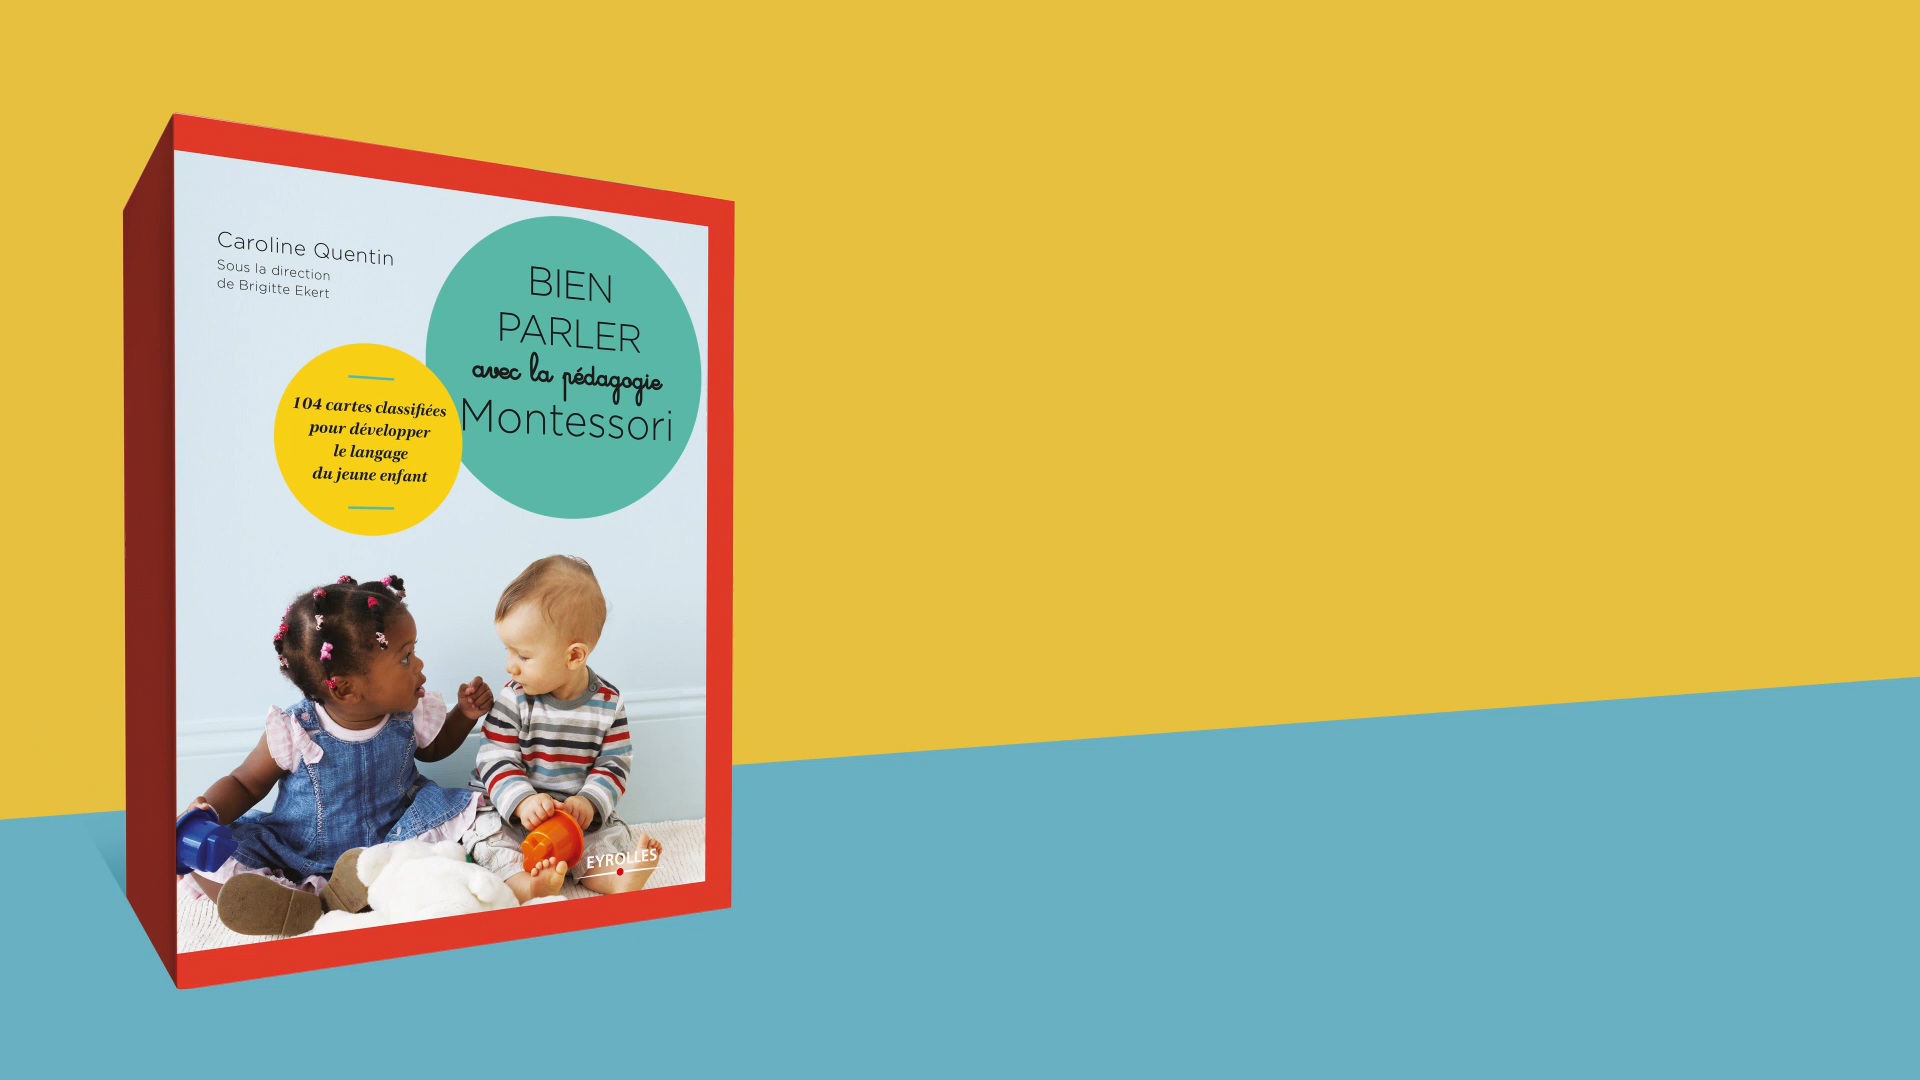 Caroline Quentin
Sous la direction
de Brigitte Ekert
BIEN
PARLER
avec la pédagogie
Montessori
104 cartes classifiées
pour développer
le langage
du jeune enfant
EYROLLES